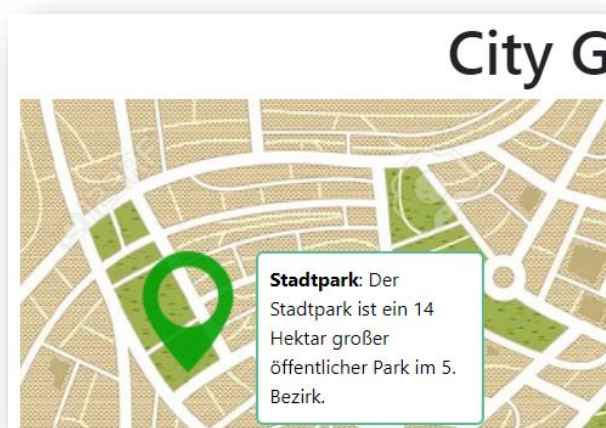 City G
Stadtpark: Der
Stadtpark ist ein 14
Hektar großer
öffentlicher Park im 5.
Bezirk.